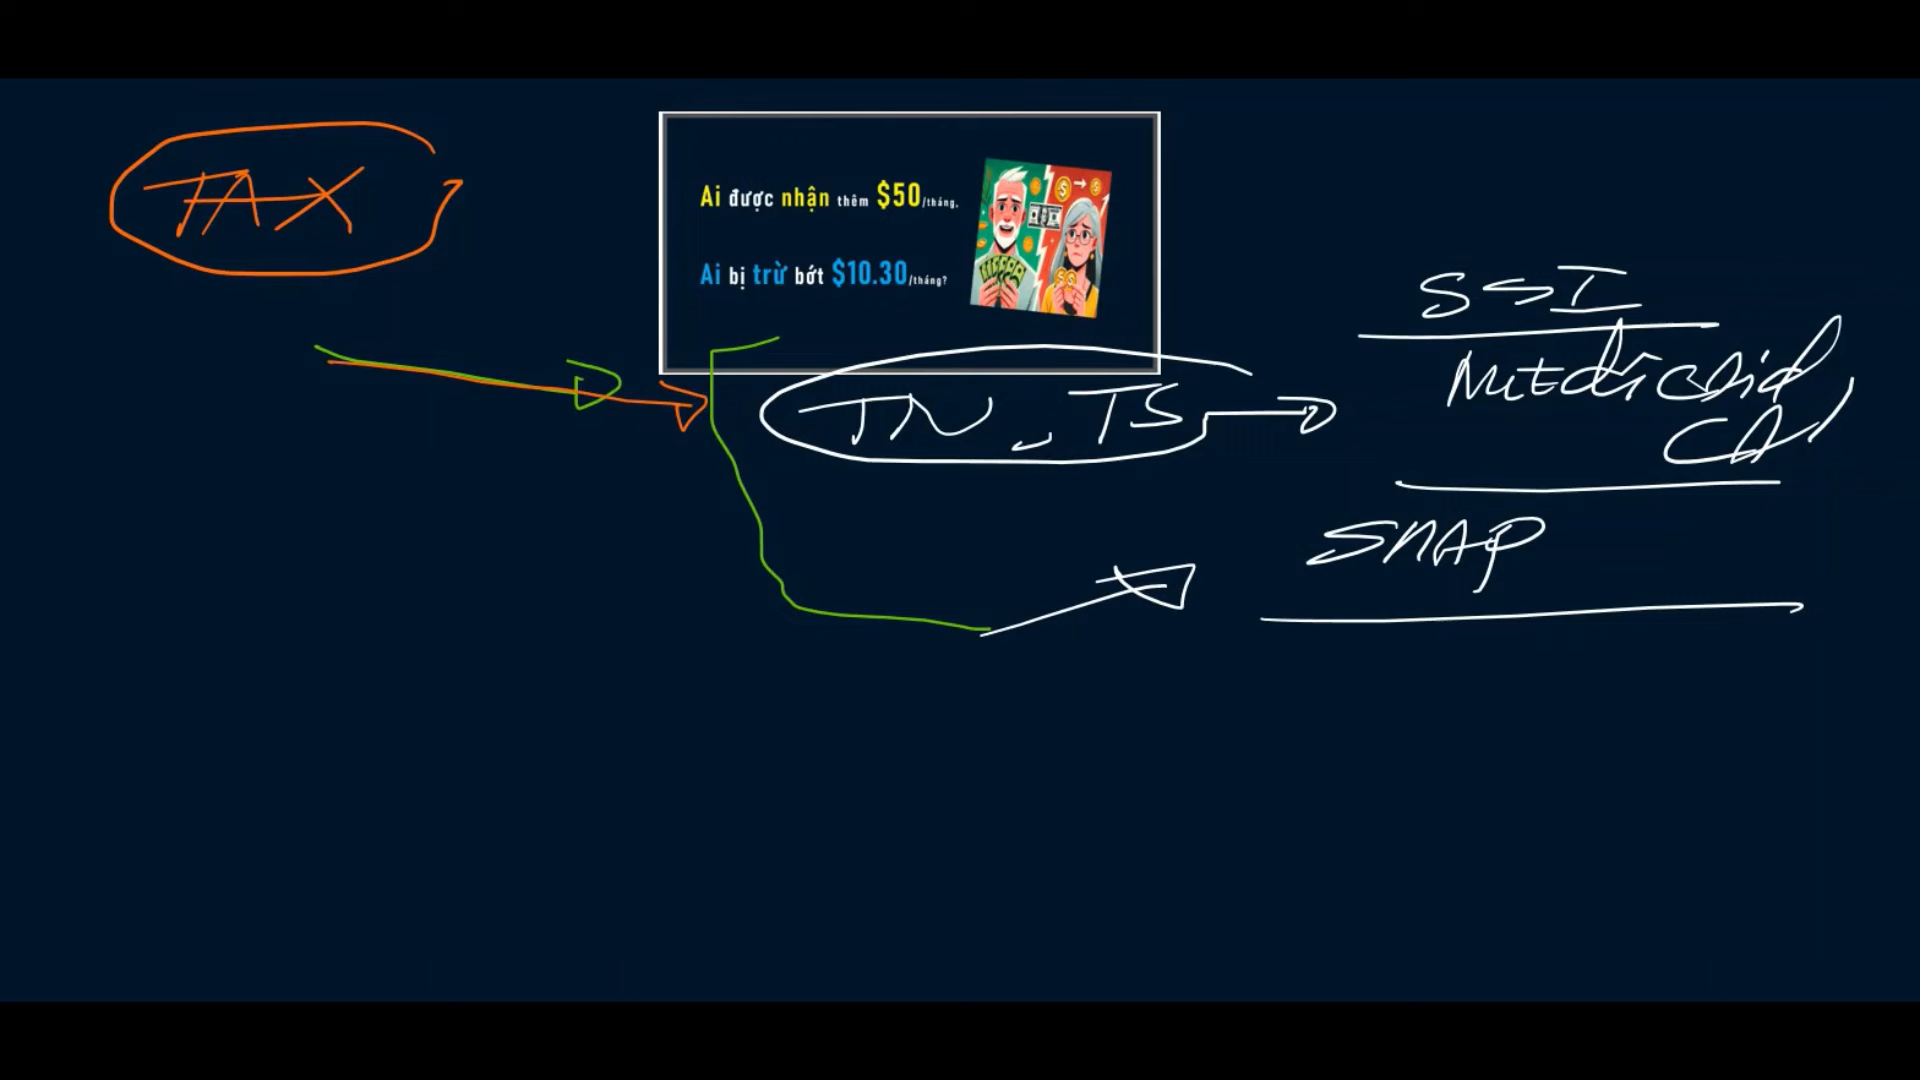 TAX
Ai được nhận thêm $50/tháng.
Ai bị trừ bớt $10.30/tháng?
TN, TS
SSI
Medicaid,
CA
SNAP